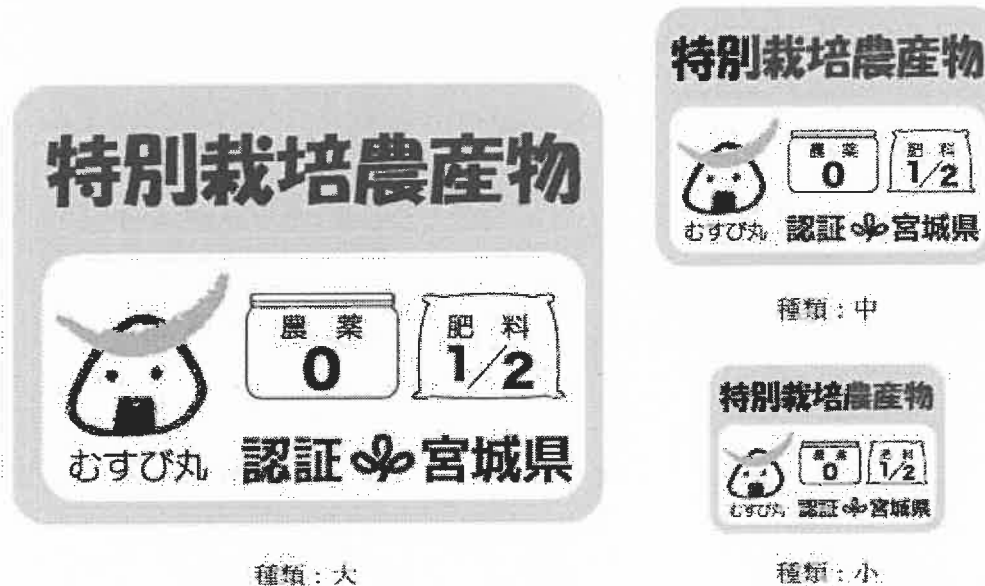 特別栽培農産物
農薬 肥料
0 1/2
むすび丸 認証 宮城県
種類：大
特別栽培農産物
農薬 肥料
0 1/2
むすび丸 認証 宮城県
種類：中
特別栽培農産物
農薬 肥料
0 1/2
むすび丸 認証 宮城県
種類：小